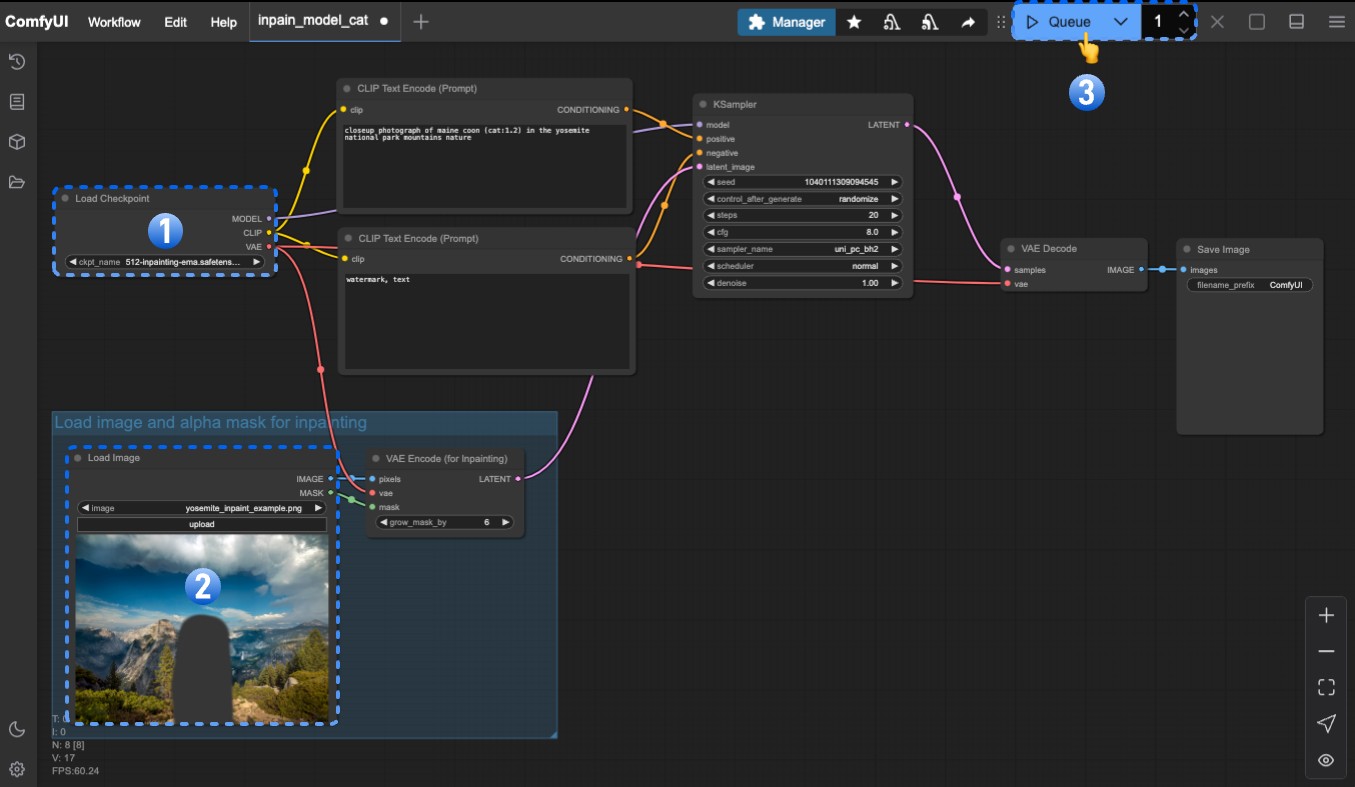 ComfyUI Workflow Edit Help inpain_model_cat Manager Queue 1
3
CLIP Text Encode (Prompt)
clip CONDITIONING
closeup photograph of maine coon (cat:1.2) in the yosemite
national park mountains nature
KSampler
model LATENT
positive
negative
latent_image
seed 1040111309094545
control_after_generate randomize
steps 20
cfg 8.0
sampler_name uni_pc_bh2
scheduler normal
denoise 1.00
Load Checkpoint
1
MODEL
CLIP
VAE
ckpt_name 512-inpainting-ema.safetens...
CLIP Text Encode (Prompt)
clip CONDITIONING
watermark, text
VAE Decode
samples IMAGE
vae
Save Image
images
filename_prefix ComfyUI
Load image and alpha mask for inpainting
Load Image
IMAGE
MASK
image yosemite_inpaint_example.png
upload
2
VAE Encode (for Inpainting)
pixels LATENT
vae
mask
grow_mask_by 6
I: 0
N: 8 [8]
V: 17
FPS:60.24